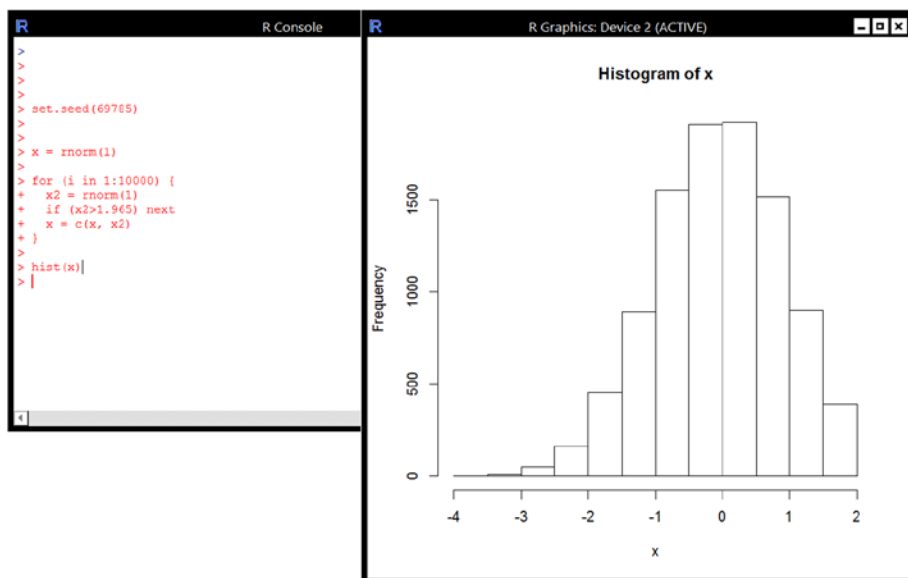 R Console
>
>
>
>
> set.seed(69785)
>
>
> x = rnorm(1)
>
> for (i in 1:10000) {
+   x2 = rnorm(1)
+   if (x2>1.965) next
+   x = c(x, x2)
+ }
>
> hist(x)
>
R Graphics: Device 2 (ACTIVE)
Histogram of x
Frequency
1500
1000
500
0
-4 -3 -2 -1 0 1 2
x